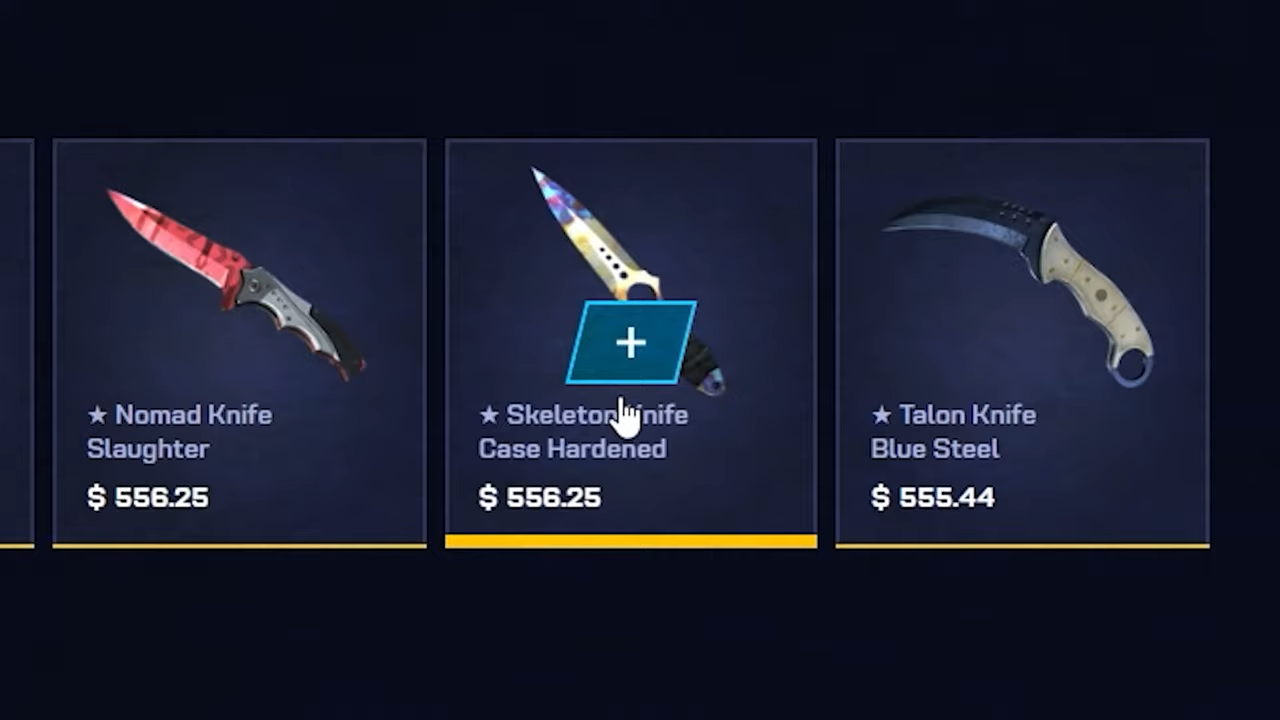 ★ Nomad Knife
Slaughter
$ 556.25
★ Skeleton Knife
Case Hardened
$ 556.25
★ Talon Knife
Blue Steel
$ 555.44